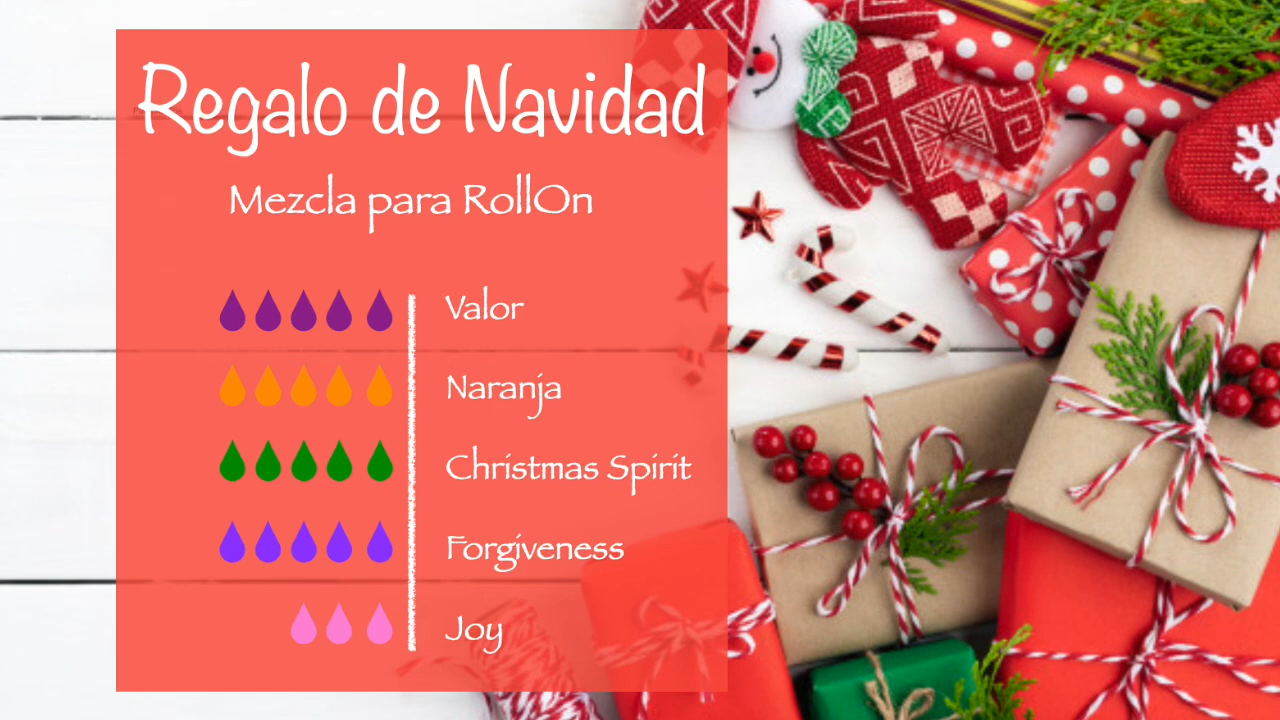 Regalo de Navidad
Mezcla para RollOn
Valor
Naranja
Christmas Spirit
Forgiveness
Joy